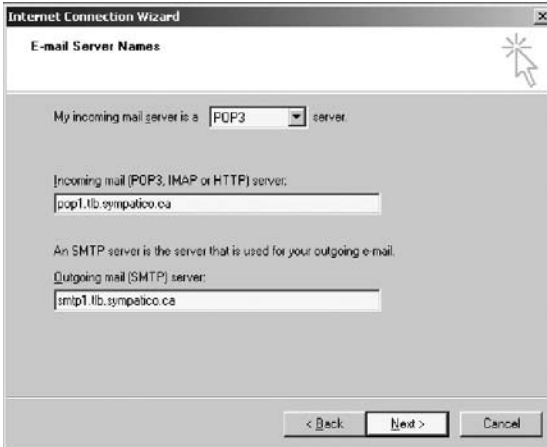 Internet Connection Wizard
E-mail Server Names
My incoming mail server is a POP3 server.
Incoming mail (POP3, IMAP or HTTP) server:
pop1.tlb.sympatico.ca
An SMTP server is the server that is used for your outgoing e-mail.
Outgoing mail (SMTP) server:
smtp1.tlb.sympatico.ca
< Back Next > Cancel